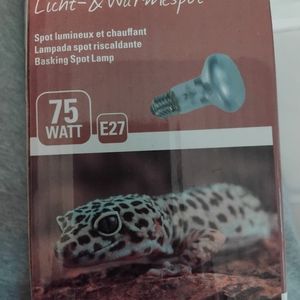 Licht-& Wärmespot
Spot lumineux et chauffant
Lampada spot riscaldante
Basking Spot Lamp
75
WATT
E27